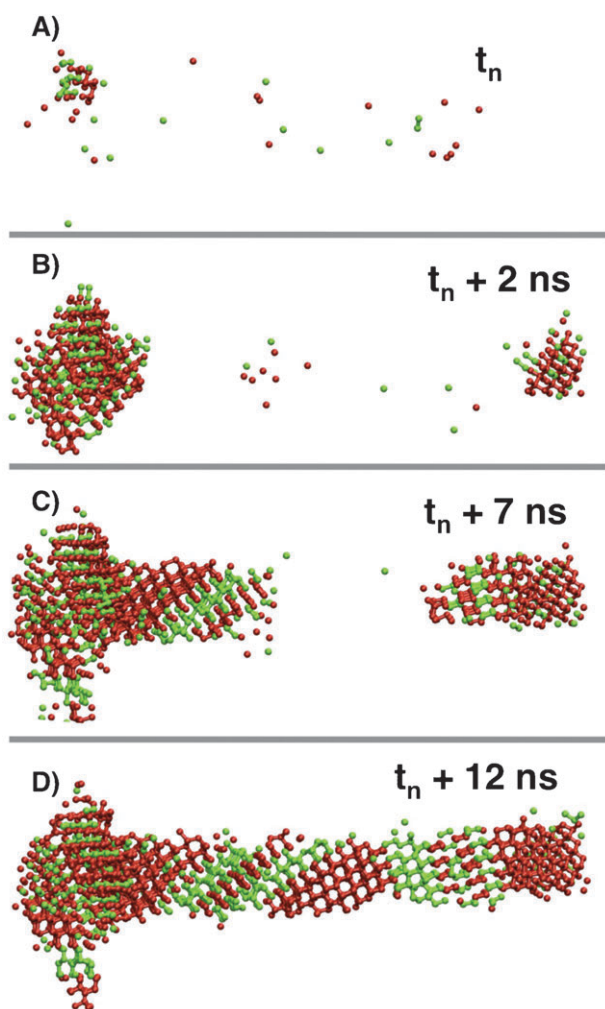 A)
tₙ
B)
tₙ + 2 ns
C)
tₙ + 7 ns
D)
tₙ + 12 ns